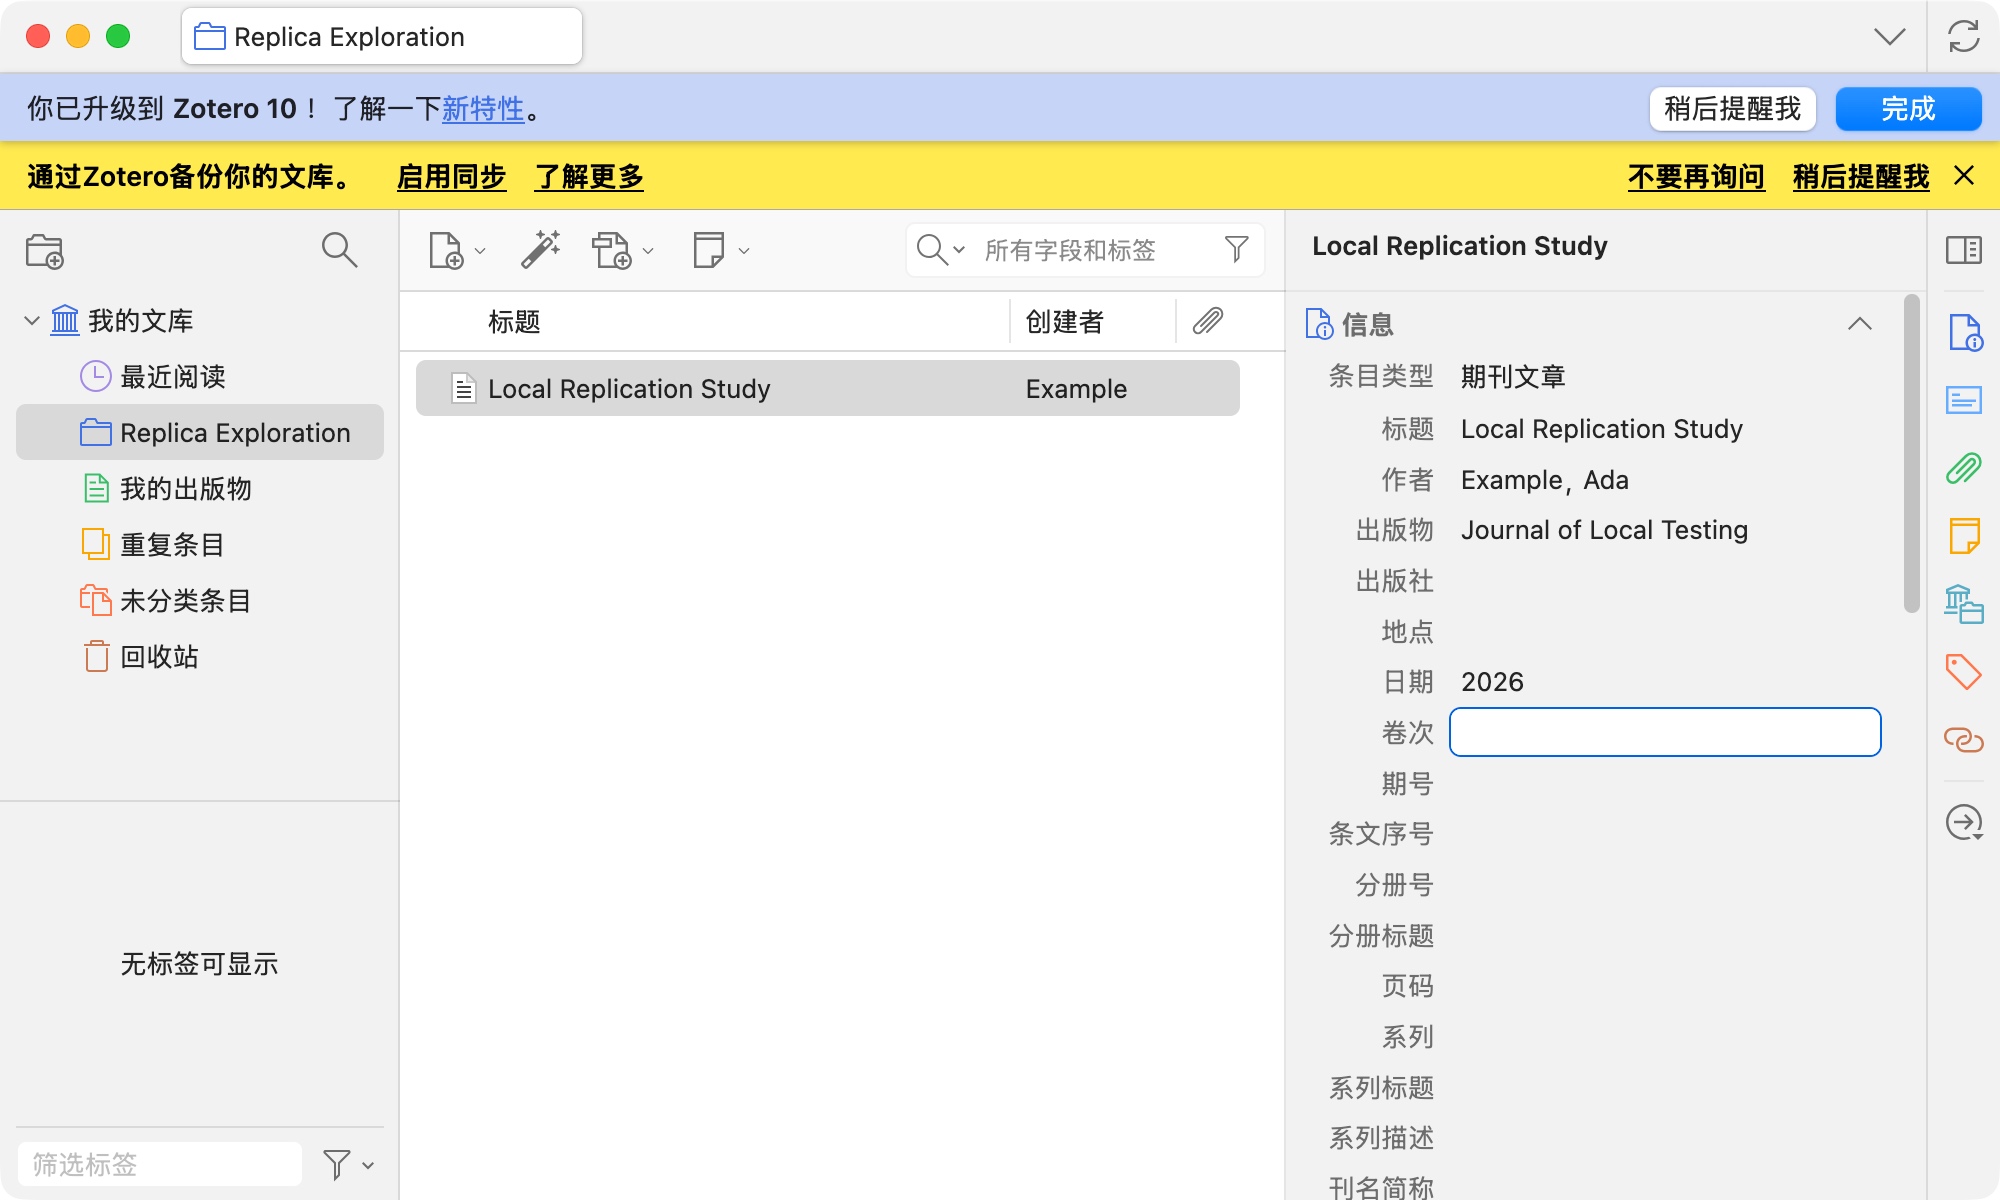 Replica Exploration
你已升级到 Zotero 10！了解一下新特性。
稍后提醒我
完成
通过Zotero备份你的文库。 启用同步 了解更多
不要再询问 稍后提醒我
我的文库
最近阅读
Replica Exploration
我的出版物
重复条目
未分类条目
回收站
无标签可显示
筛选标签
所有字段和标签
标题 创建者
Local Replication Study Example
Local Replication Study
信息
条目类型 期刊文章
标题 Local Replication Study
作者 Example, Ada
出版物 Journal of Local Testing
出版社
地点
日期 2026
卷次
期号
条文序号
分册号
分册标题
页码
系列
系列标题
系列描述
刊名简称